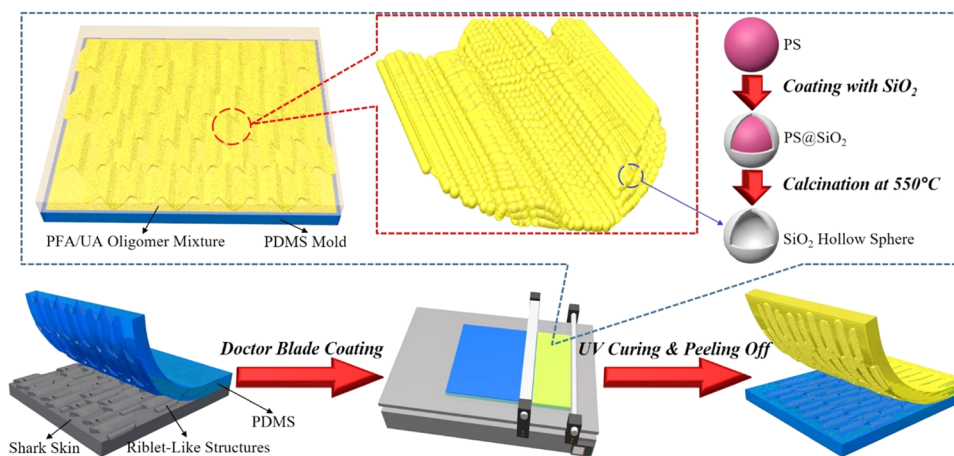 PS
Coating with SiO₂
PS@SiO₂
Calcination at 550°C
SiO₂ Hollow Sphere
PFA/UA Oligomer Mixture
PDMS Mold
Doctor Blade Coating
UV Curing & Peeling Off
PDMS
Shark Skin
Riblet-Like Structures